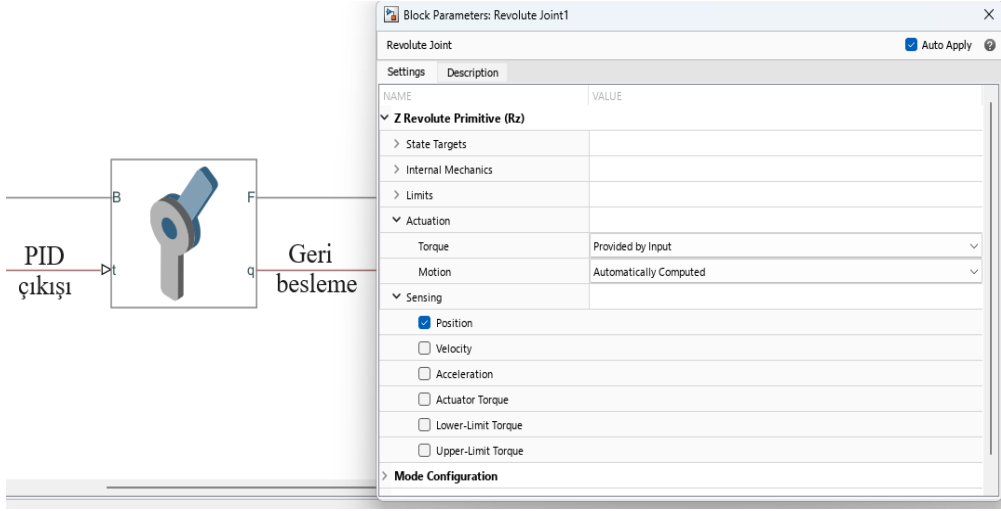 B
F
PID
çıkışı
t
q
Geri
besleme
Block Parameters: Revolute Joint1
Revolute Joint
Auto Apply
Settings Description
NAME VALUE
Z Revolute Primitive (Rz)
State Targets
Internal Mechanics
Limits
Actuation
Torque Provided by Input
Motion Automatically Computed
Sensing
Position
Velocity
Acceleration
Actuator Torque
Lower-Limit Torque
Upper-Limit Torque
Mode Configuration